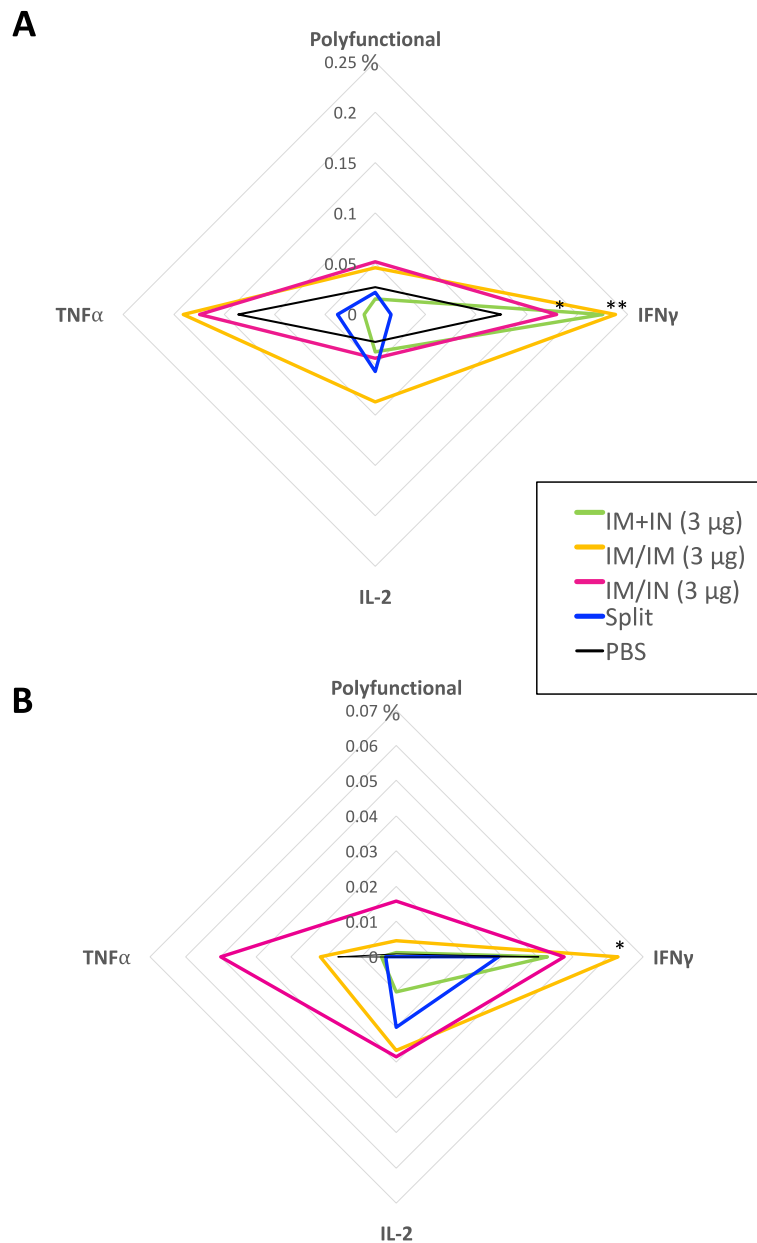 A
Polyfunctional
%
0.25
0.2
0.15
0.1
0.05
0
TNFα
* **
IFNγ
IL-2
IM+IN (3 µg)
IM/IM (3 µg)
IM/IN (3 µg)
Split
PBS
B
Polyfunctional
%
0.07
0.06
0.05
0.04
0.03
0.02
0.01
0
TNFα
*
IFNγ
IL-2